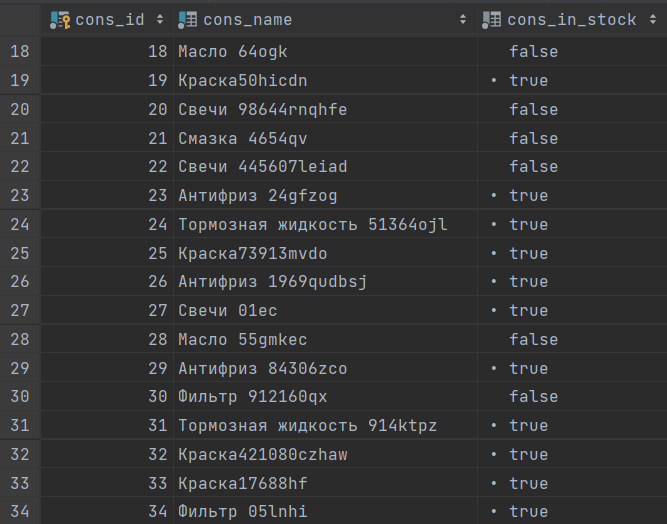 cons_id cons_name cons_in_stock
18 18 Масло 64ogk false
19 19 Краска50hicdn • true
20 20 Свечи 98644rnqhfe false
21 21 Смазка 4654qv false
22 22 Свечи 445607leiad false
23 23 Антифриз 24gfzog • true
24 24 Тормозная жидкость 51364ojl • true
25 25 Краска73913mvdo • true
26 26 Антифриз 1969qudbsj • true
27 27 Свечи 01ec • true
28 28 Масло 55gmkec false
29 29 Антифриз 84306zco • true
30 30 Фильтр 912160qx false
31 31 Тормозная жидкость 914ktpz • true
32 32 Краска421080czhaw • true
33 33 Краска17688hf • true
34 34 Фильтр 05lnhi • true